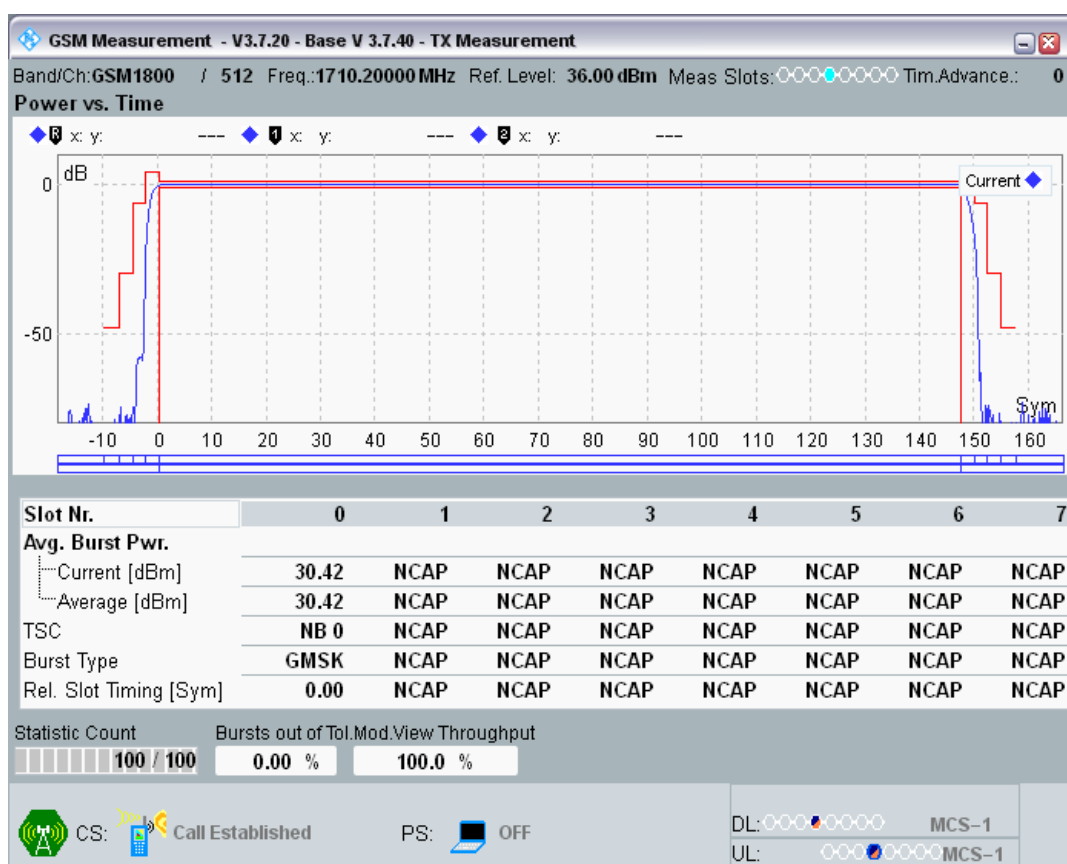 GSM Measurement - V3.7.20 - Base V 3.7.40 - TX Measurement
Band/Ch:GSM1800 / 512 Freq.:1710.20000 MHz Ref. Level: 36.00 dBm Meas Slots: Tim.Advance.: 0
Power vs. Time
R x: y: --- 1 x: y: --- 2 x: y: ---
dB
Current
0
-50
Sym
-10 0 10 20 30 40 50 60 70 80 90 100 110 120 130 140 150 160
Slot Nr. 0 1 2 3 4 5 6 7
Avg. Burst Pwr.
Current [dBm] 30.42 NCAP NCAP NCAP NCAP NCAP NCAP NCAP
Average [dBm] 30.42 NCAP NCAP NCAP NCAP NCAP NCAP NCAP
TSC NB 0 NCAP NCAP NCAP NCAP NCAP NCAP NCAP
Burst Type GMSK NCAP NCAP NCAP NCAP NCAP NCAP NCAP
Rel. Slot Timing [Sym] 0.00 NCAP NCAP NCAP NCAP NCAP NCAP NCAP
Statistic Count Bursts out of Tol.Mod.View Throughput
100 / 100 0.00 % 100.0 %
CS: Call Established PS: OFF
DL: MCS-1
UL: MCS-1